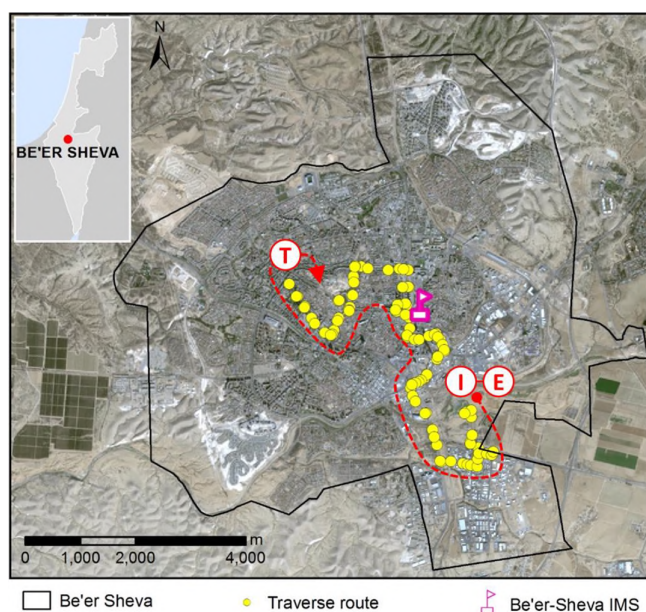 N
BE'ER SHEVA
T
I
E
m
0
1,000
2,000
4,000
Be'er Sheva
Traverse route
Be'er-Sheva IMS